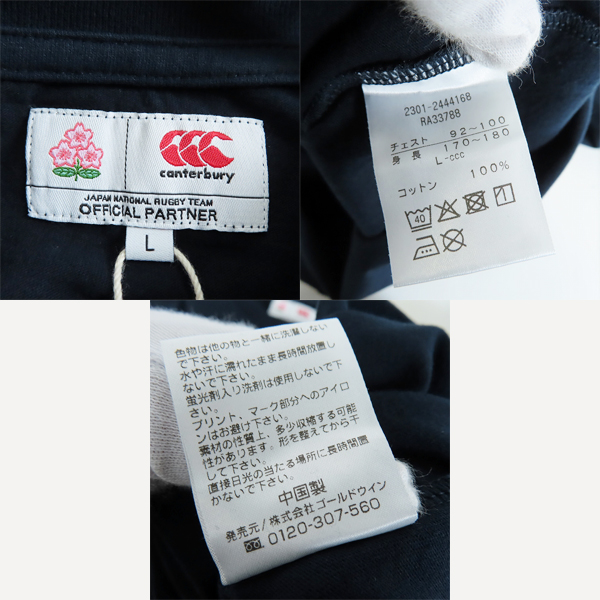 canterbury
JAPAN NATIONAL RUGBY TEAM
OFFICIAL PARTNER
L
2301-2444168
RA33788
チェスト 92～100
身長 170～180
L-ccc
コットン 100%
40
色物は他の物と一緒に洗濯しない
で下さい。
水や汗に濡れたまま長時間放置し
ないで下さい。
蛍光剤入り洗剤は使用しないで下
さい。
プリント、マーク部分へのアイロ
ンはお避け下さい。
素材の性質上、多少収縮する可能
性があります。形を整えてから干
して下さい。
直接日光の当たる場所に長時間置
かないで下さい。
中国製
発売元/株式会社ゴールドウイン
0120-307-560